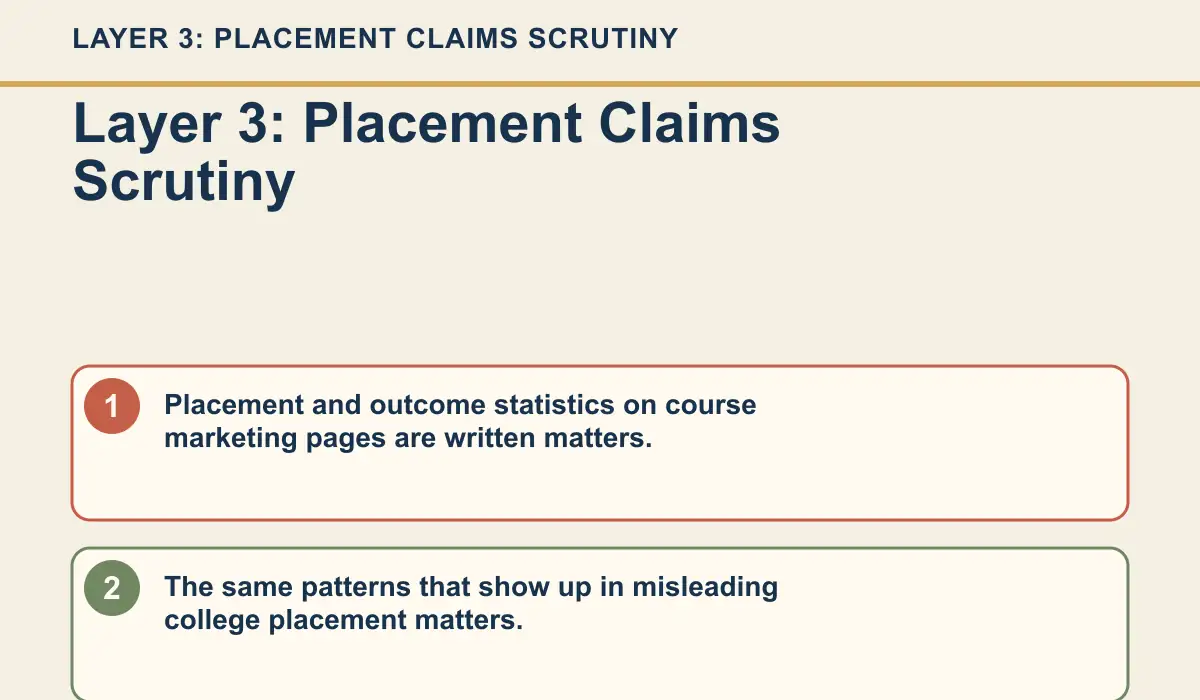 LAYER 3: PLACEMENT CLAIMS SCRUTINY
Layer 3: Placement Claims
Scrutiny
1
Placement and outcome statistics on course
marketing pages are written matters.
2
The same patterns that show up in misleading
college placement matters.